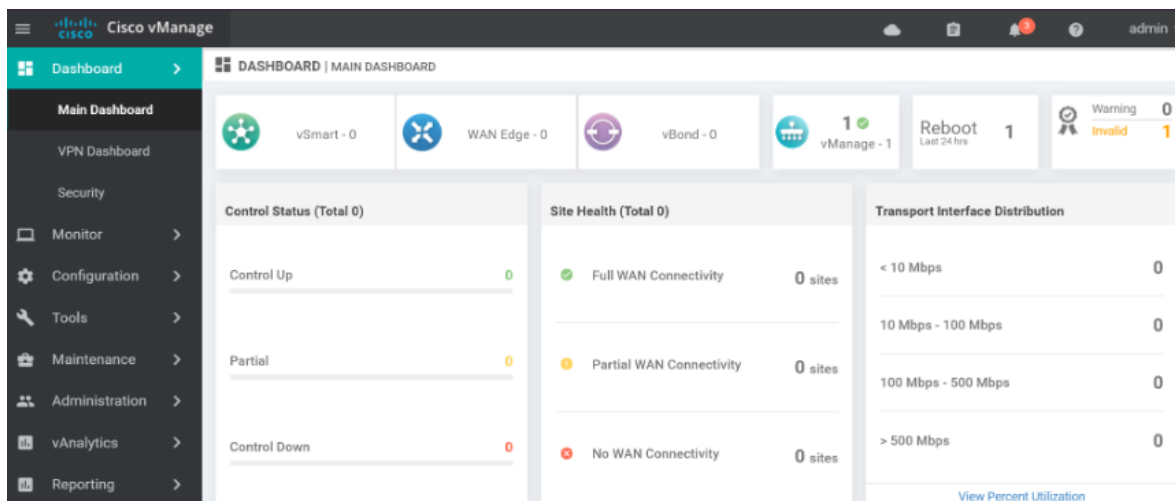 cisco Cisco vManage 3 admin
Dashboard
DASHBOARD | MAIN DASHBOARD
Main Dashboard
VPN Dashboard
Security
Monitor
Configuration
Tools
Maintenance
Administration
vAnalytics
Reporting
vSmart - 0
WAN Edge - 0
vBond - 0
1
vManage - 1
Reboot 1
Last 24 hrs
Warning 0
Invalid 1
Control Status (Total 0)
Control Up 0
Partial 0
Control Down 0
Site Health (Total 0)
Full WAN Connectivity 0 sites
Partial WAN Connectivity 0 sites
No WAN Connectivity 0 sites
Transport Interface Distribution
< 10 Mbps 0
10 Mbps - 100 Mbps 0
100 Mbps - 500 Mbps 0
> 500 Mbps 0
View Percent Utilization